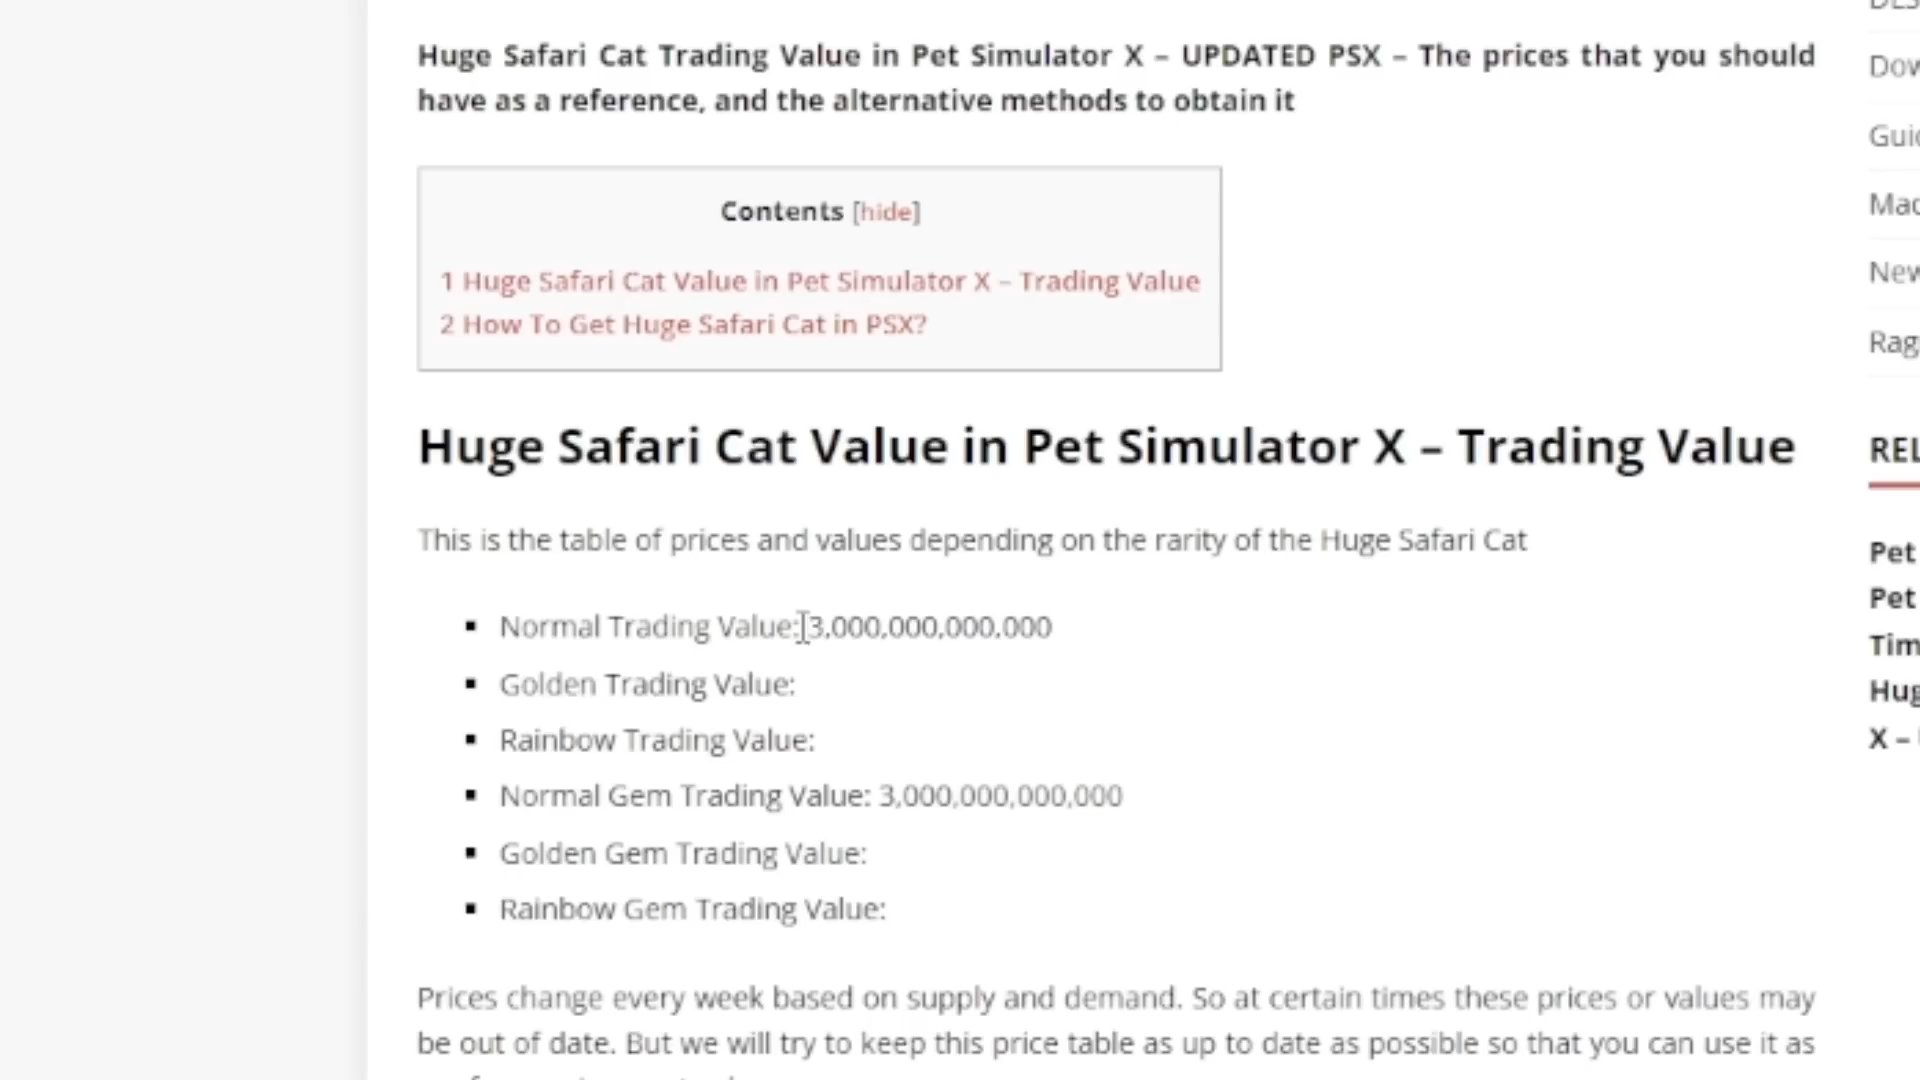 Huge Safari Cat Trading Value in Pet Simulator X – UPDATED PSX – The prices that you should
have as a reference, and the alternative methods to obtain it
Contents [hide]
1 Huge Safari Cat Value in Pet Simulator X – Trading Value
2 How To Get Huge Safari Cat in PSX?
Huge Safari Cat Value in Pet Simulator X – Trading Value
This is the table of prices and values depending on the rarity of the Huge Safari Cat
▪ Normal Trading Value: 3,000,000,000,000
▪ Golden Trading Value:
▪ Rainbow Trading Value:
▪ Normal Gem Trading Value: 3,000,000,000,000
▪ Golden Gem Trading Value:
▪ Rainbow Gem Trading Value:
Prices change every week based on supply and demand. So at certain times these prices or values may
be out of date. But we will try to keep this price table as up to date as possible so that you can use it as
Pet
Pet
Tim
Hug
X –